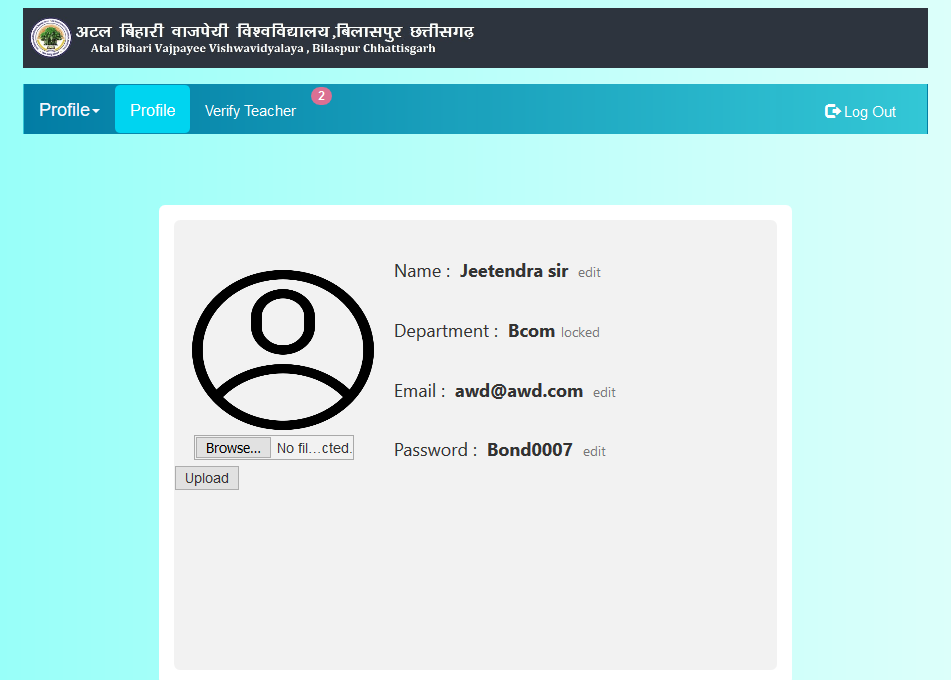 अटल बिहारी वाजपेयी विश्वविद्यालय ,बिलासपुर छत्तीसगढ़
Atal Bihari Vajpayee Vishwavidyalaya , Bilaspur Chhattisgarh
Profile Profile Verify Teacher 2 Log Out
Name : Jeetendra sir edit
Department : Bcom locked
Email : awd@awd.com edit
Browse... No fil...cted.
Password : Bond0007 edit
Upload